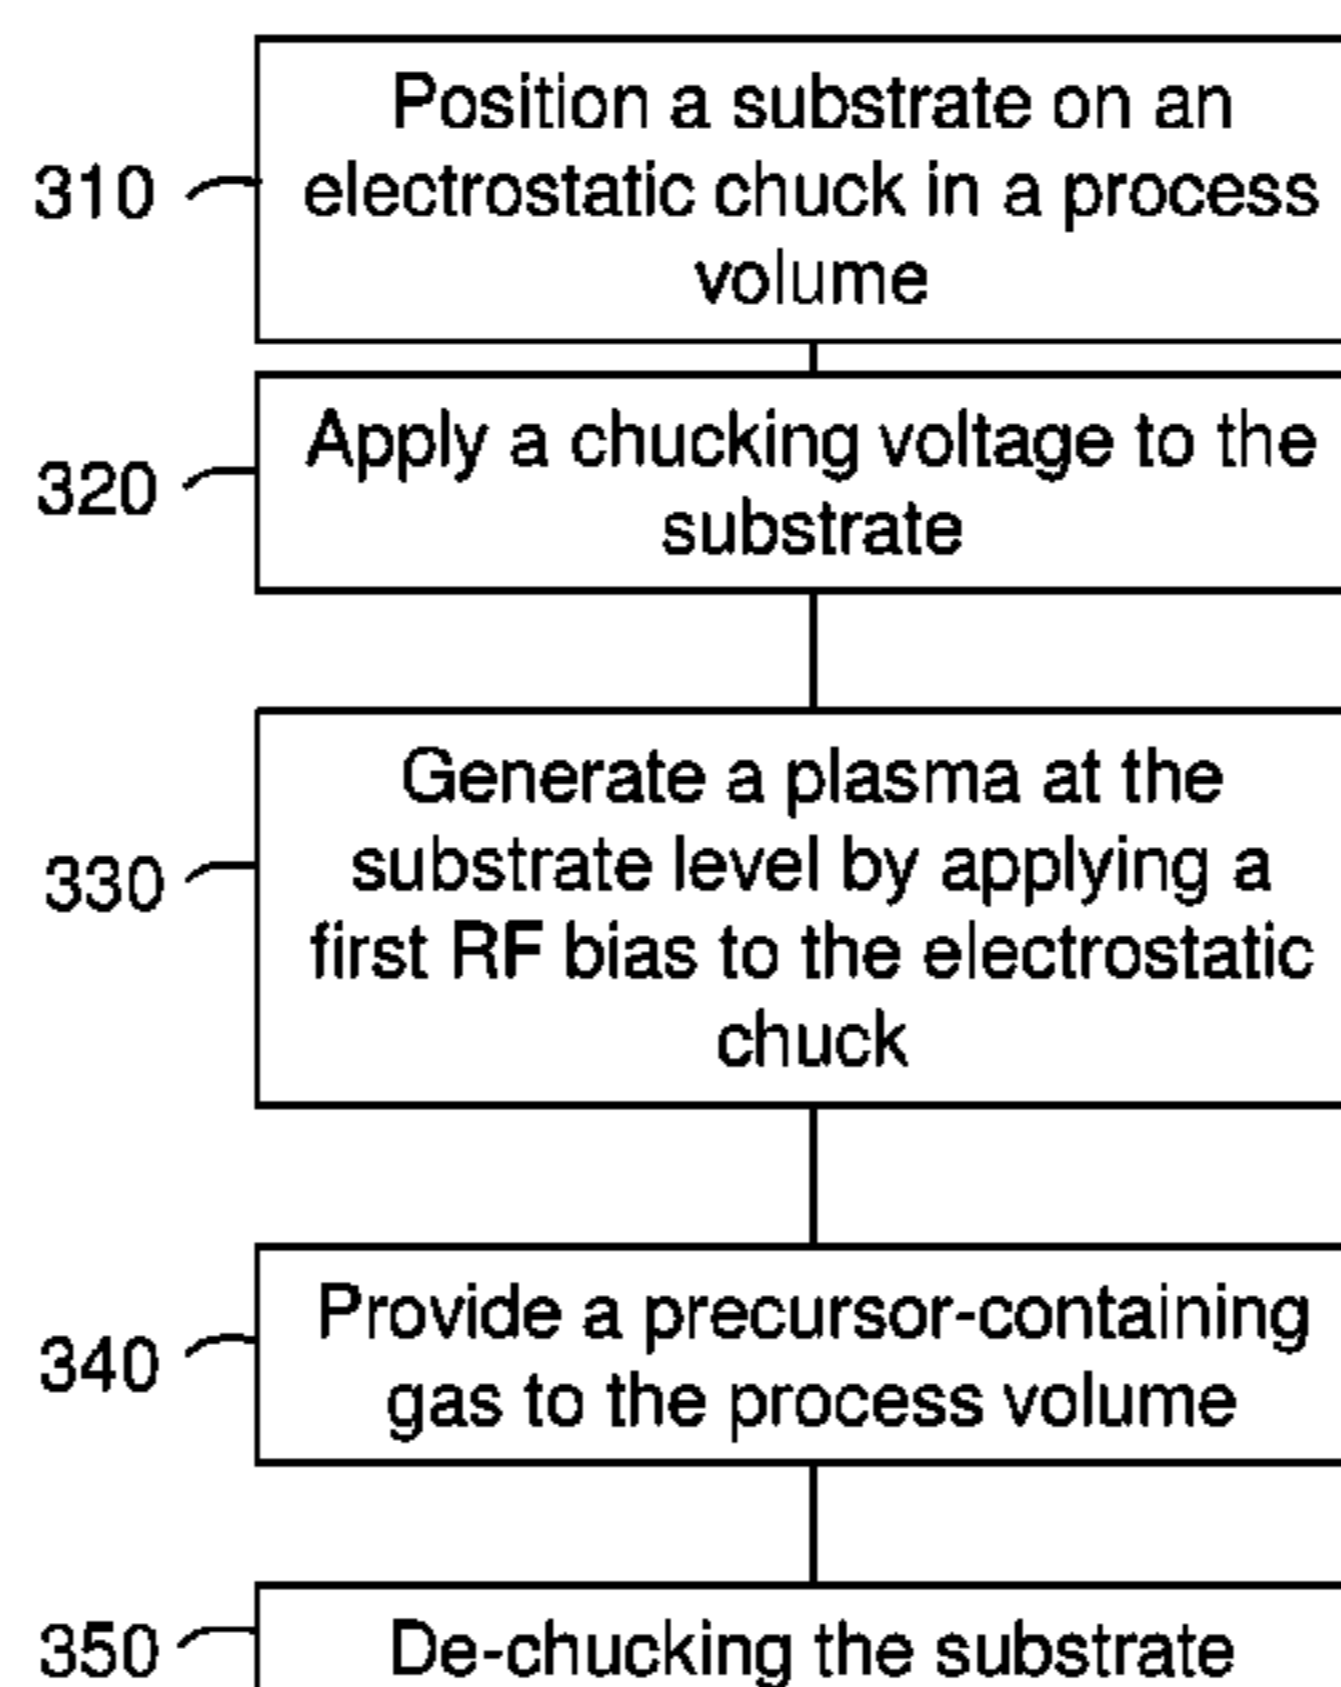 Position a substrate on an
310 electrostatic chuck in a process
volume
Apply a chucking voltage to the
320
substrate
Generate a plasma at the
330 substrate level by applying a
first RF bias to the electrostatic
chuck
Provide a precursor-containing
340
gas to the process volume
350 De-chucking the substrate